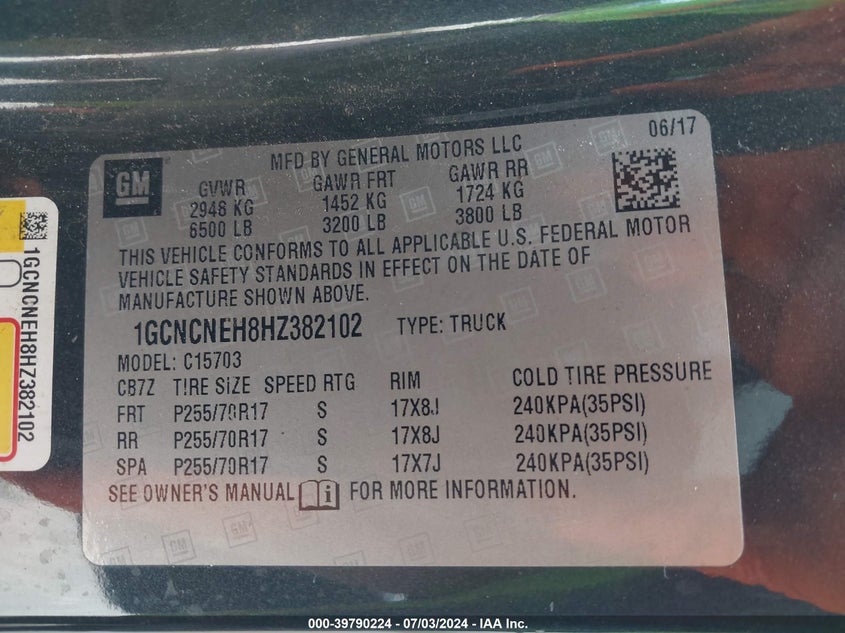 06/17
MFD BY GENERAL MOTORS LLC
GM
GVWR GAWR FRT GAWR RR
2948 KG 1452 KG 1724 KG
6500 LB 3200 LB 3800 LB
THIS VEHICLE CONFORMS TO ALL APPLICABLE U.S. FEDERAL MOTOR
VEHICLE SAFETY STANDARDS IN EFFECT ON THE DATE OF
MANUFACTURE SHOWN ABOVE.
1GCNCNEH8HZ382102 TYPE: TRUCK
MODEL: C15703
CB7Z TIRE SIZE SPEED RTG RIM COLD TIRE PRESSURE
FRT P255/70R17 S 17X8J 240KPA(35PSI)
RR P255/70R17 S 17X8J 240KPA(35PSI)
SPA P255/70R17 S 17X7J 240KPA(35PSI)
SEE OWNER'S MANUAL i FOR MORE INFORMATION.
1GCNCNEH8HZ382102
000-39790224 - 07/03/2024 - IAA Inc.